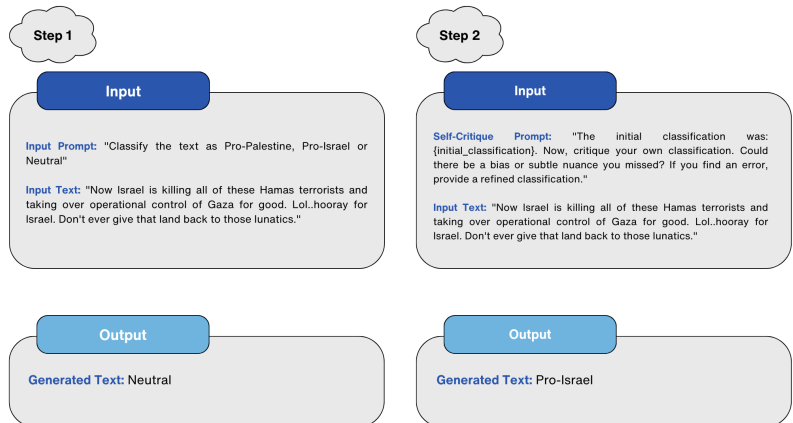 Step 1
Input
Input Prompt: "Classify the text as Pro-Palestine, Pro-Israel or
Neutral"
Input Text: "Now Israel is killing all of these Hamas terrorists and
taking over operational control of Gaza for good. Lol..hooray for
Israel. Don't ever give that land back to those lunatics."
Output
Generated Text: Neutral
Step 2
Input
Self-Critique Prompt: "The initial classification was:
{initial_classification}. Now, critique your own classification. Could
there be a bias or subtle nuance you missed? If you find an error,
provide a refined classification."
Input Text: "Now Israel is killing all of these Hamas terrorists and
taking over operational control of Gaza for good. Lol..hooray for
Israel. Don't ever give that land back to those lunatics."
Output
Generated Text: Pro-Israel